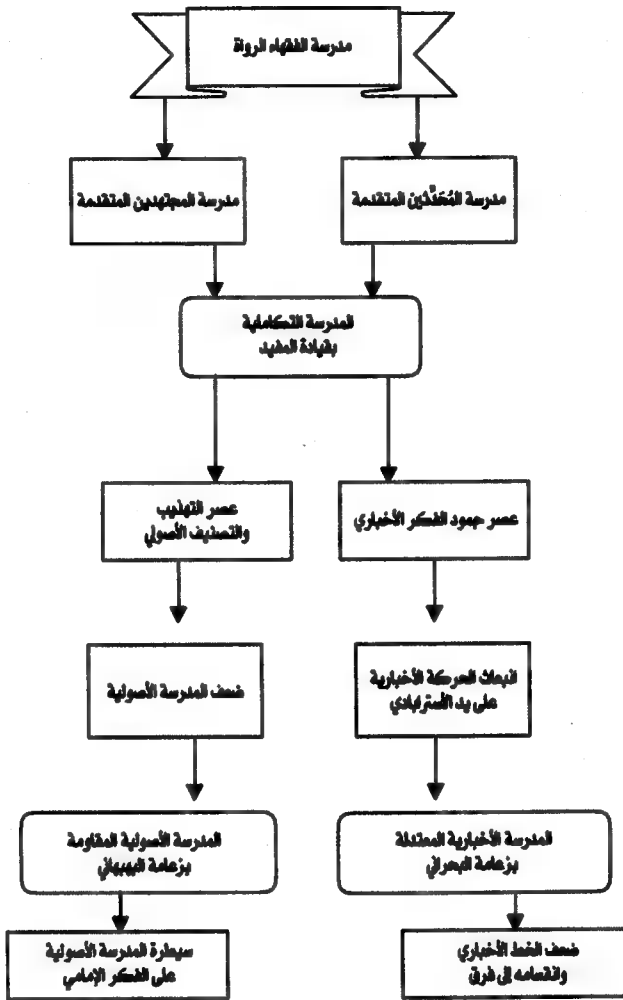 مدرسة الفقهاء الرواة
مدرسة المُحَدِّثين المتقدمة
مدرسة المجتهدين المتقدمة
المدرسة التكاملية
بقيادة المفيد
عصر جمود الفكر الأخباري
عصر التهذيب
والتصنيف الأصولي
انبعاث الحركة الأخبارية
على يد الأسترابادي
ضعف المدرسة الأصولية
المدرسة الأخبارية المعتدلة
بزعامة البحراني
المدرسة الأصولية المقاومة
بزعامة البهبهاني
ضعف الخط الأخباري
وانقسامه إلى فرق
سيطرة المدرسة الأصولية
على الفكر الإمامي